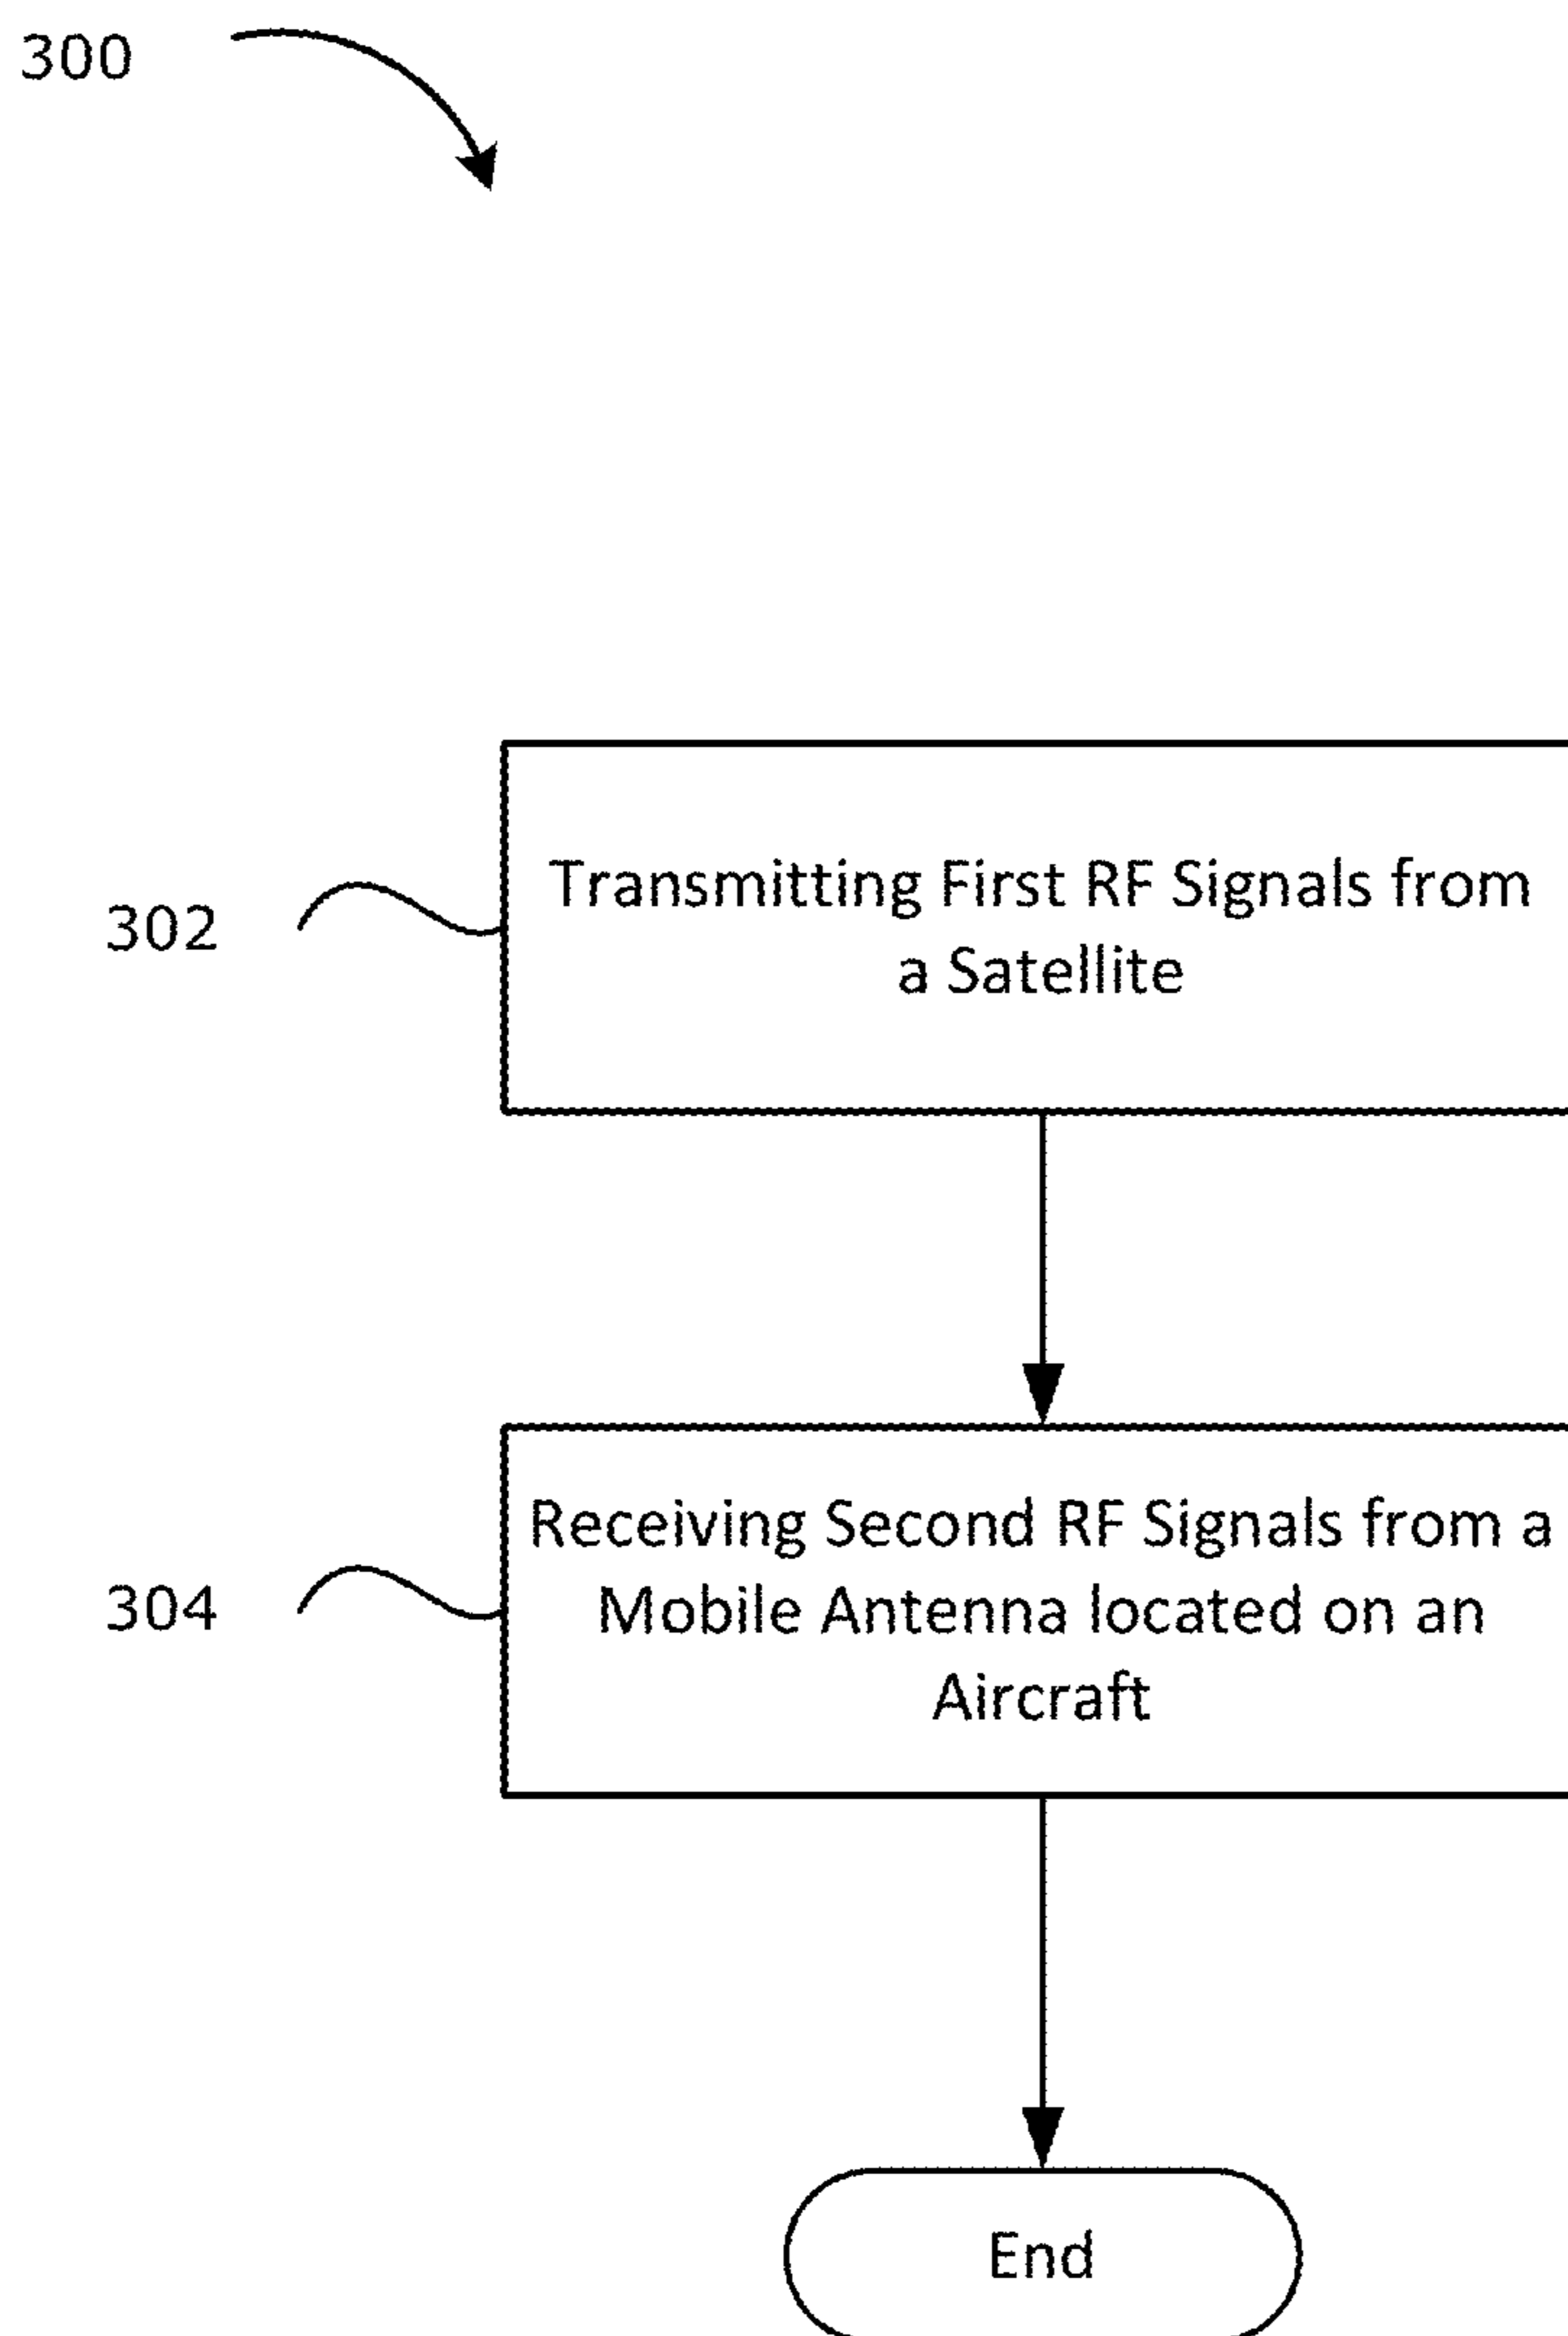 300
302
Transmitting First RF Signals from
a Satellite
304
Receiving Second RF Signals from a
Mobile Antenna located on an
Aircraft
End